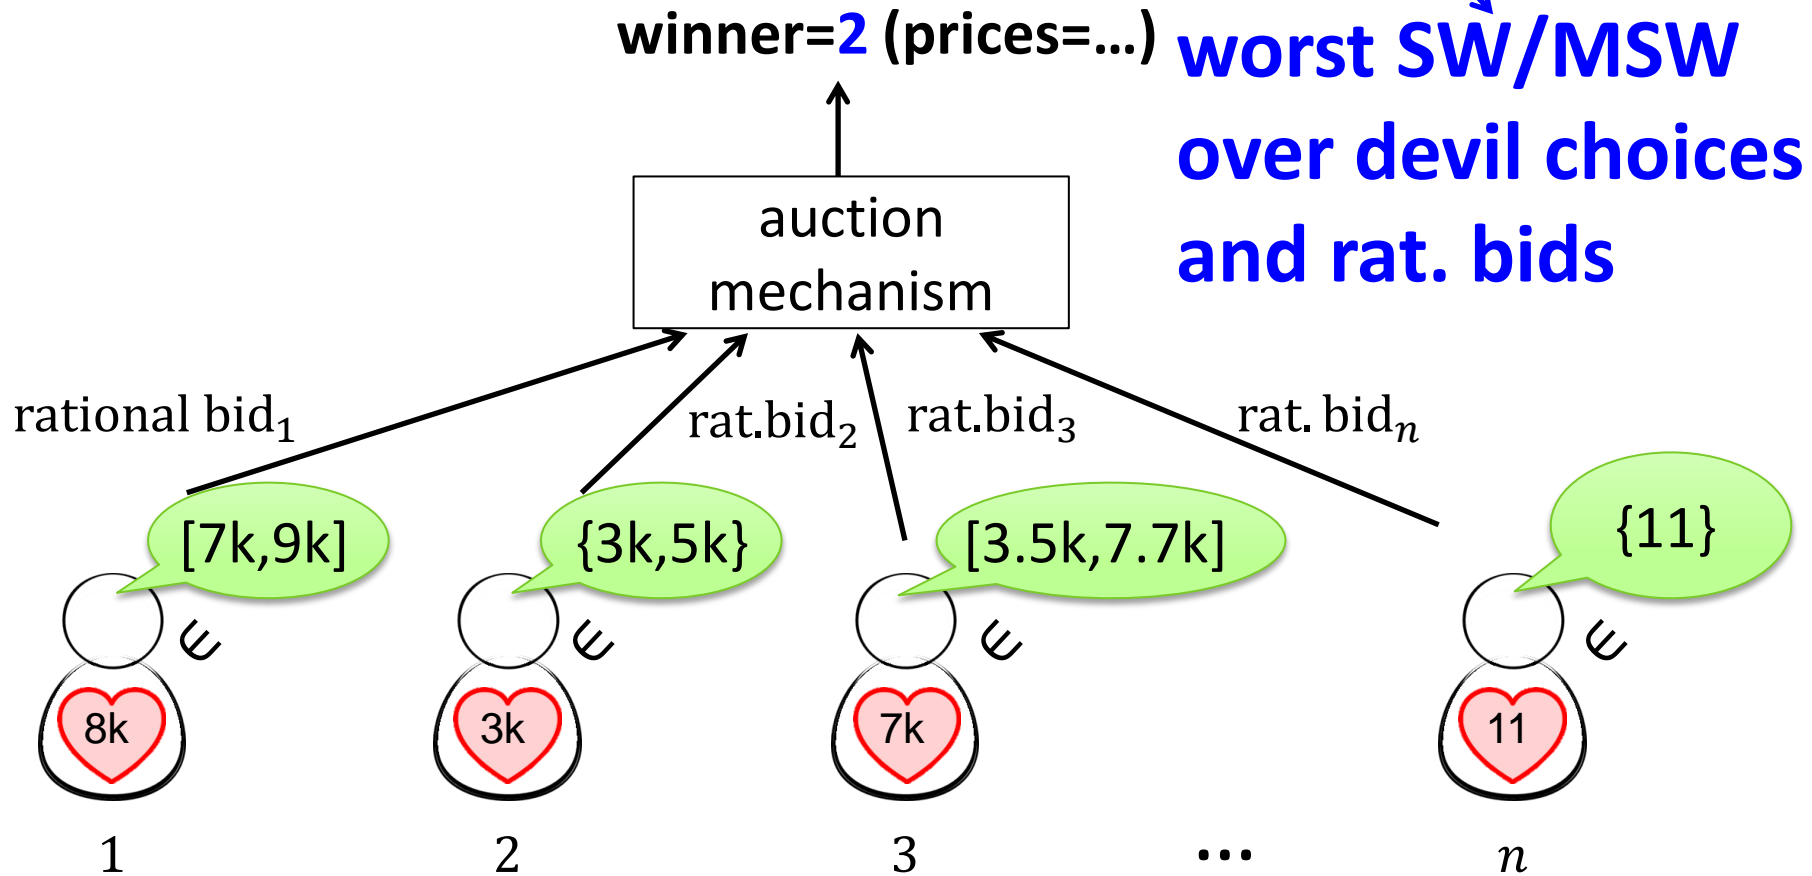 winner=2 (prices=...)
worst SW/MSW
over devil choices
and rat. bids
auction
mechanism
rational bid₁
rat.bid₂
rat.bid₃
rat. bidₙ
[7k,9k]
{3k,5k}
[3.5k,7.7k]
{11}
∈
∈
∈
∈
8k
3k
7k
11
1
2
3
...
n